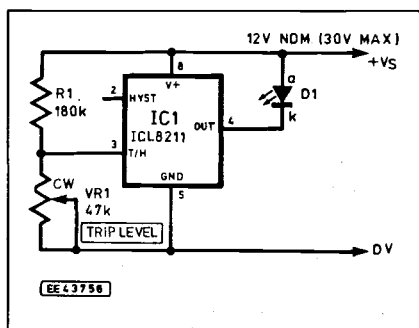 12V NOM (30V MAX)
+VS
8
V+
a
R1
180k
2
HYST
D1
IC1
4
OUT
k
ICL8211
3
T/H
CW
GND
VR1
5
47k
TRIP LEVEL
0V
EE43756